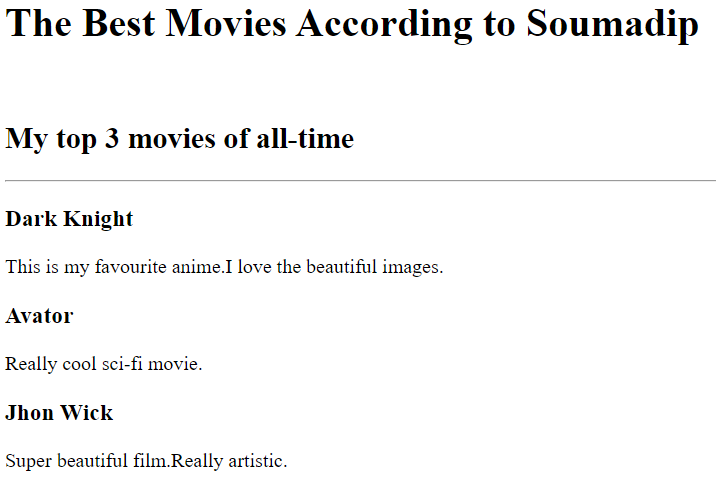 The Best Movies According to Soumadip
My top 3 movies of all-time
Dark Knight
This is my favourite anime.I love the beautiful images.
Avator
Really cool sci-fi movie.
Jhon Wick
Super beautiful film.Really artistic.